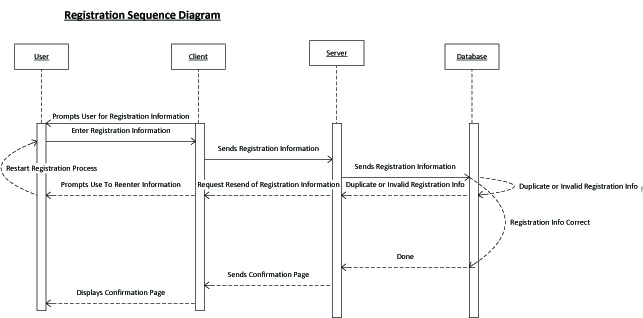 Registration Sequence Diagram
User
Client
Server
Database
Prompts User for Registration Information
Enter Registration Information
Sends Registration Information
Sends Registration Information
Restart Registration Process
Prompts Use To Reenter Information
Request Resend of Registration Information
Duplicate or Invalid Registration Info
Duplicate or Invalid Registration Info
Registration Info Correct
Done
Sends Confirmation Page
Displays Confirmation Page